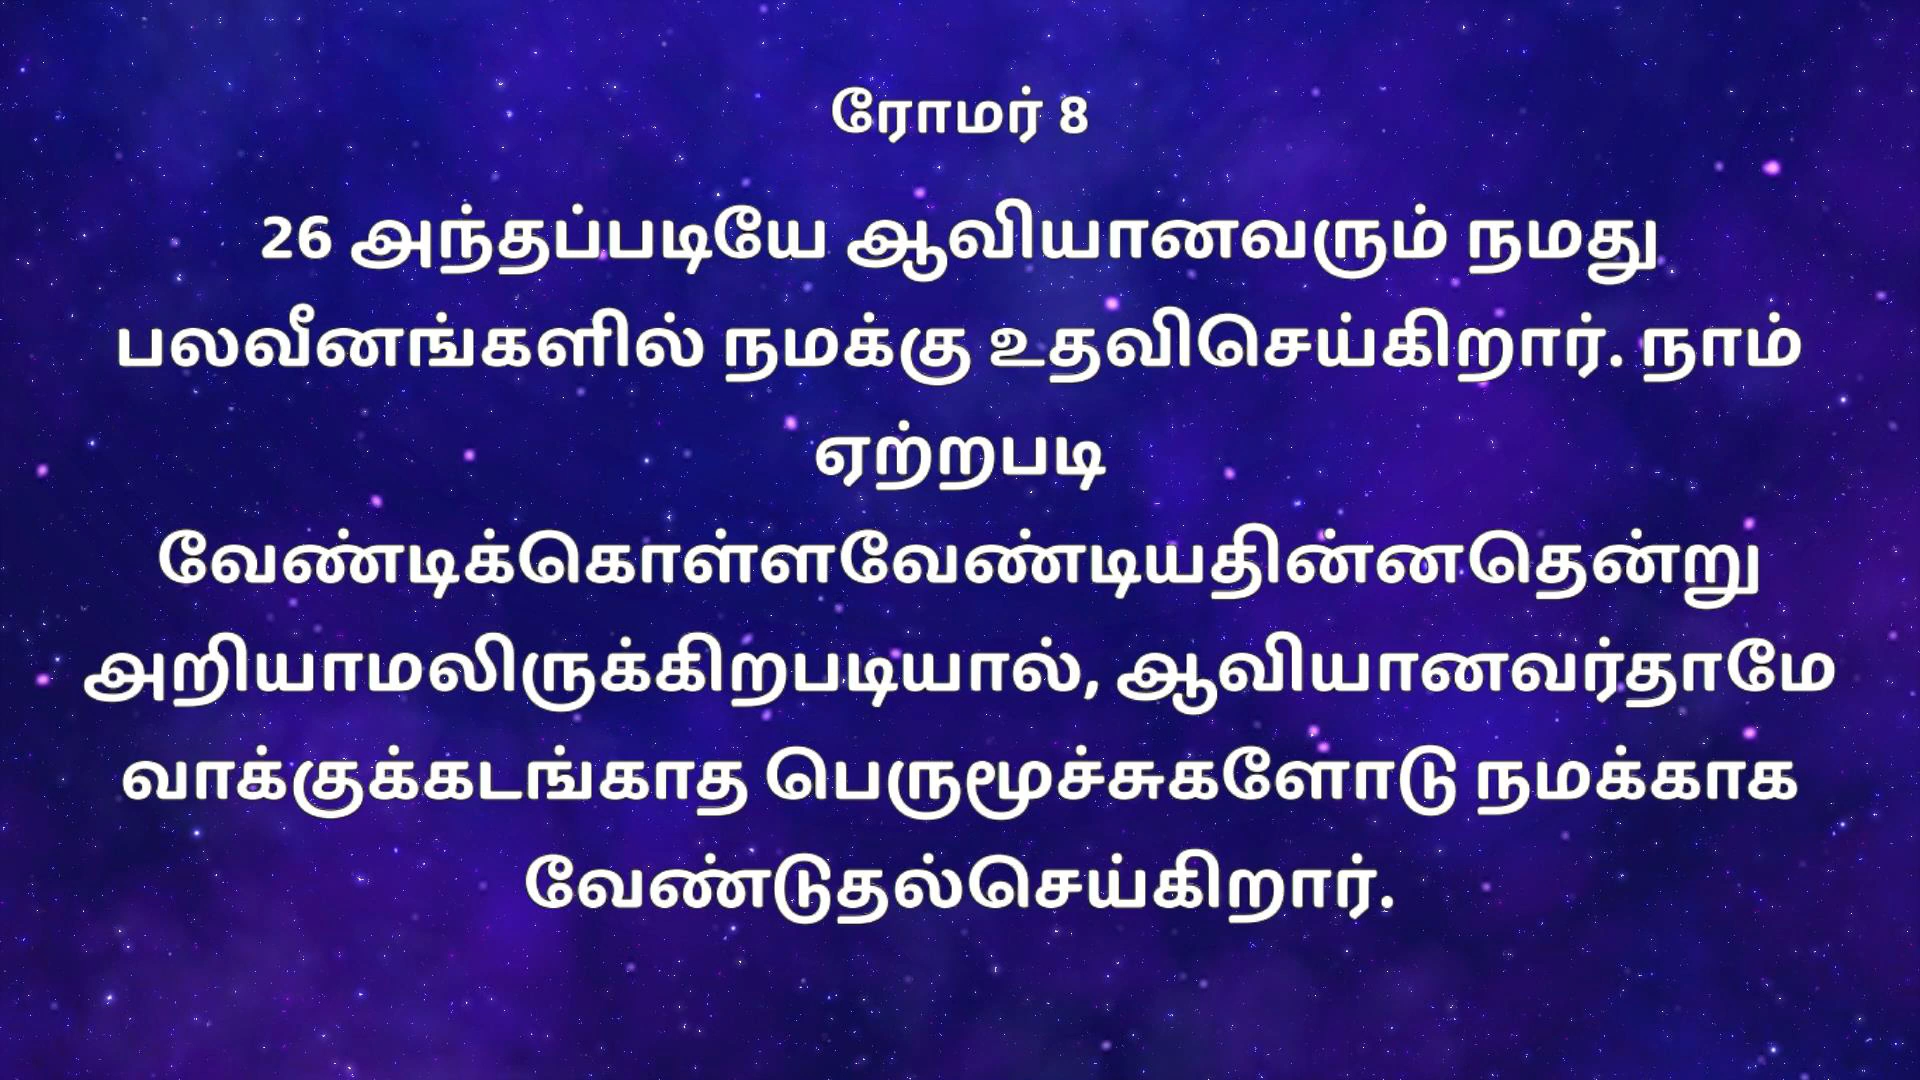 ரோமர் 8
26 அந்தப்படியே ஆவியானவரும் நமது
பலவீனங்களில் நமக்கு உதவிசெய்கிறார். நாம்
ஏற்றபடி
வேண்டிக்கொள்ளவேண்டியதின்னதென்று
அறியாமலிருக்கிறபடியால், ஆவியானவர்தாமே
வாக்குக்கடங்காத பெருமூச்சுகளோடு நமக்காக
வேண்டுதல்செய்கிறார்.